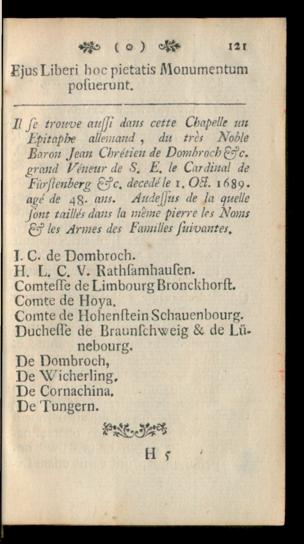 ( o ) 121
Ejus Liberi hoc pietatis Monumentum
poſuerunt.
Il ſe trouve auſſi dans cette Chapelle un
Epitaphe allemand, du très Noble
Baron Jean Chrétien de Dombroch &c.
grand Véneur de S. E. le Cardinal de
Fürſtenberg &c. decedé le 1. Oct. 1689.
agé de 48. ans. Audeſſus de la quelle
ſont taillés dans la même pierre les Noms
& les Armes des Familles ſuivantes.
I. C. de Dombroch.
H. L. C. V. Rathſamhauſen.
Comteſſe de Limbourg Bronckhorſt.
Comte de Hoya.
Comte de Hohenſtein Schauenbourg.
Ducheſſe de Braunſchweig & de Lü-
nebourg.
De Dombroch,
De Wicherling.
De Cornachina.
De Tungern.
H 5